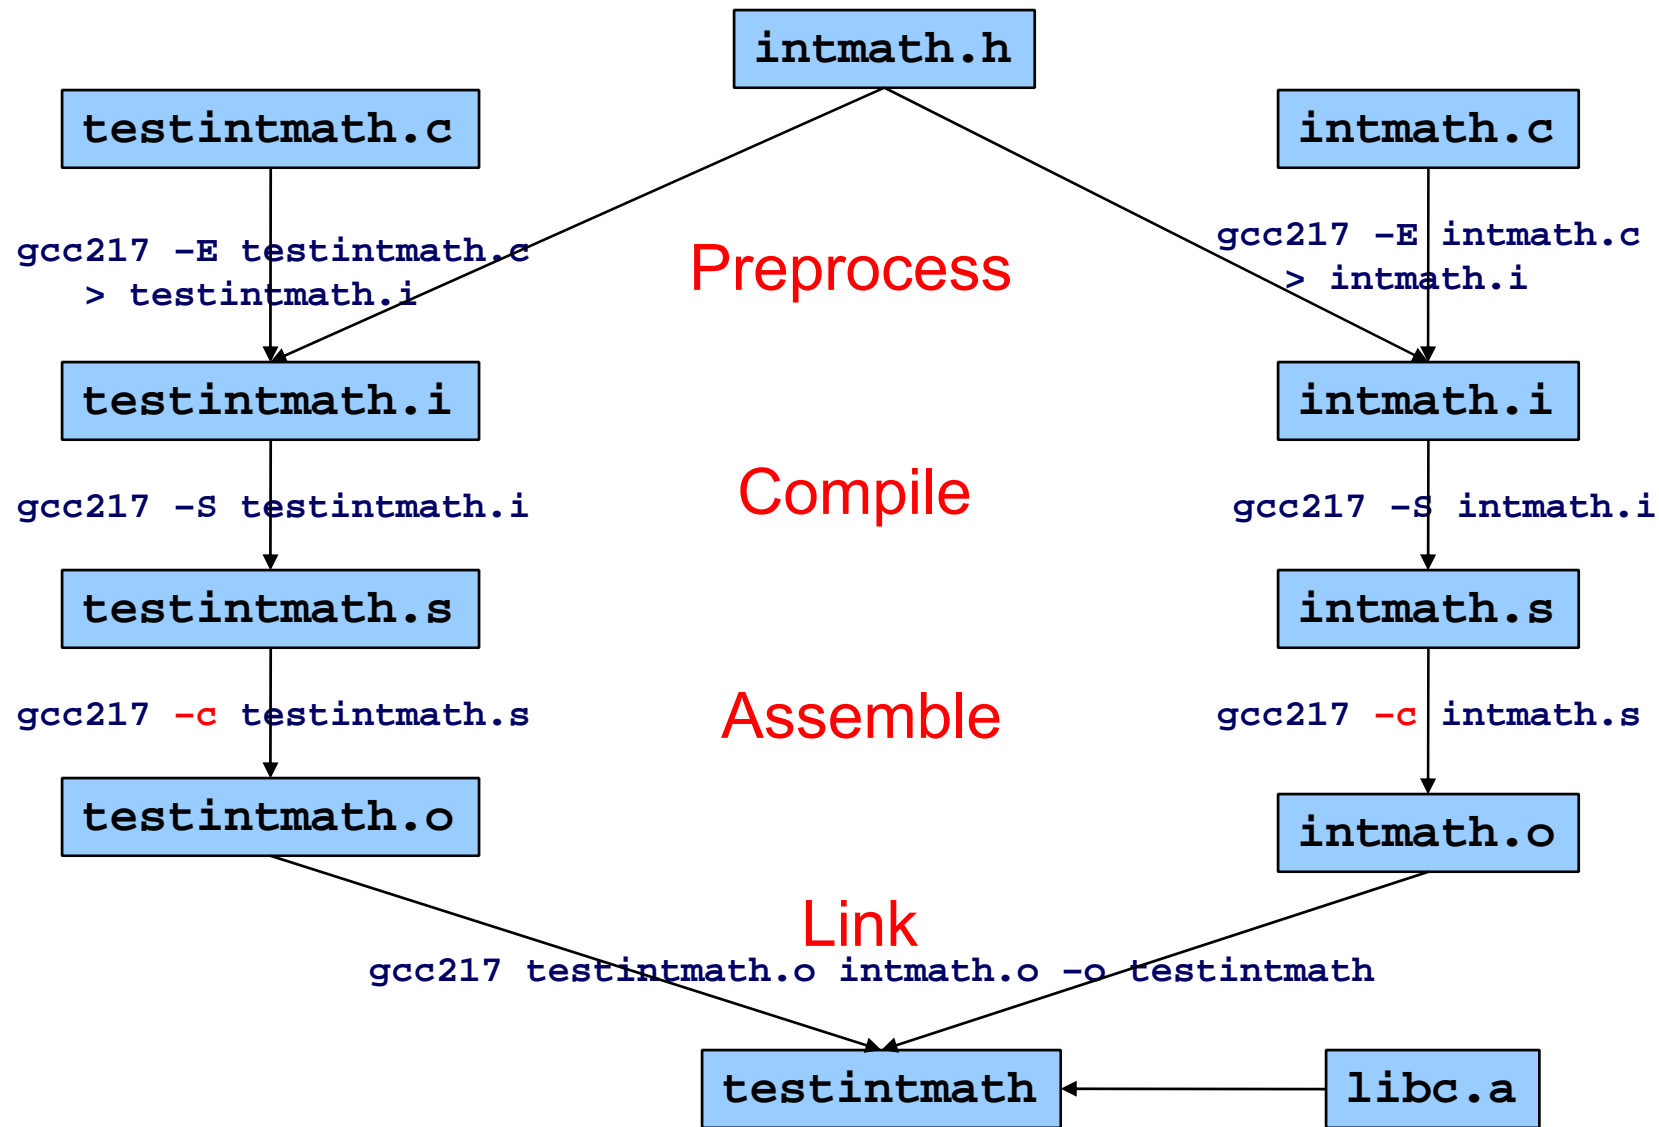 intmath.h
testintmath.c
intmath.c
gcc217 –E testintmath.c
> testintmath.i
Preprocess
gcc217 –E intmath.c
> intmath.i
testintmath.i
intmath.i
gcc217 –S testintmath.i
Compile
gcc217 –S intmath.i
testintmath.s
intmath.s
gcc217 –c testintmath.s
Assemble
gcc217 –c intmath.s
testintmath.o
intmath.o
Link
gcc217 testintmath.o intmath.o –o testintmath
testintmath
libc.a